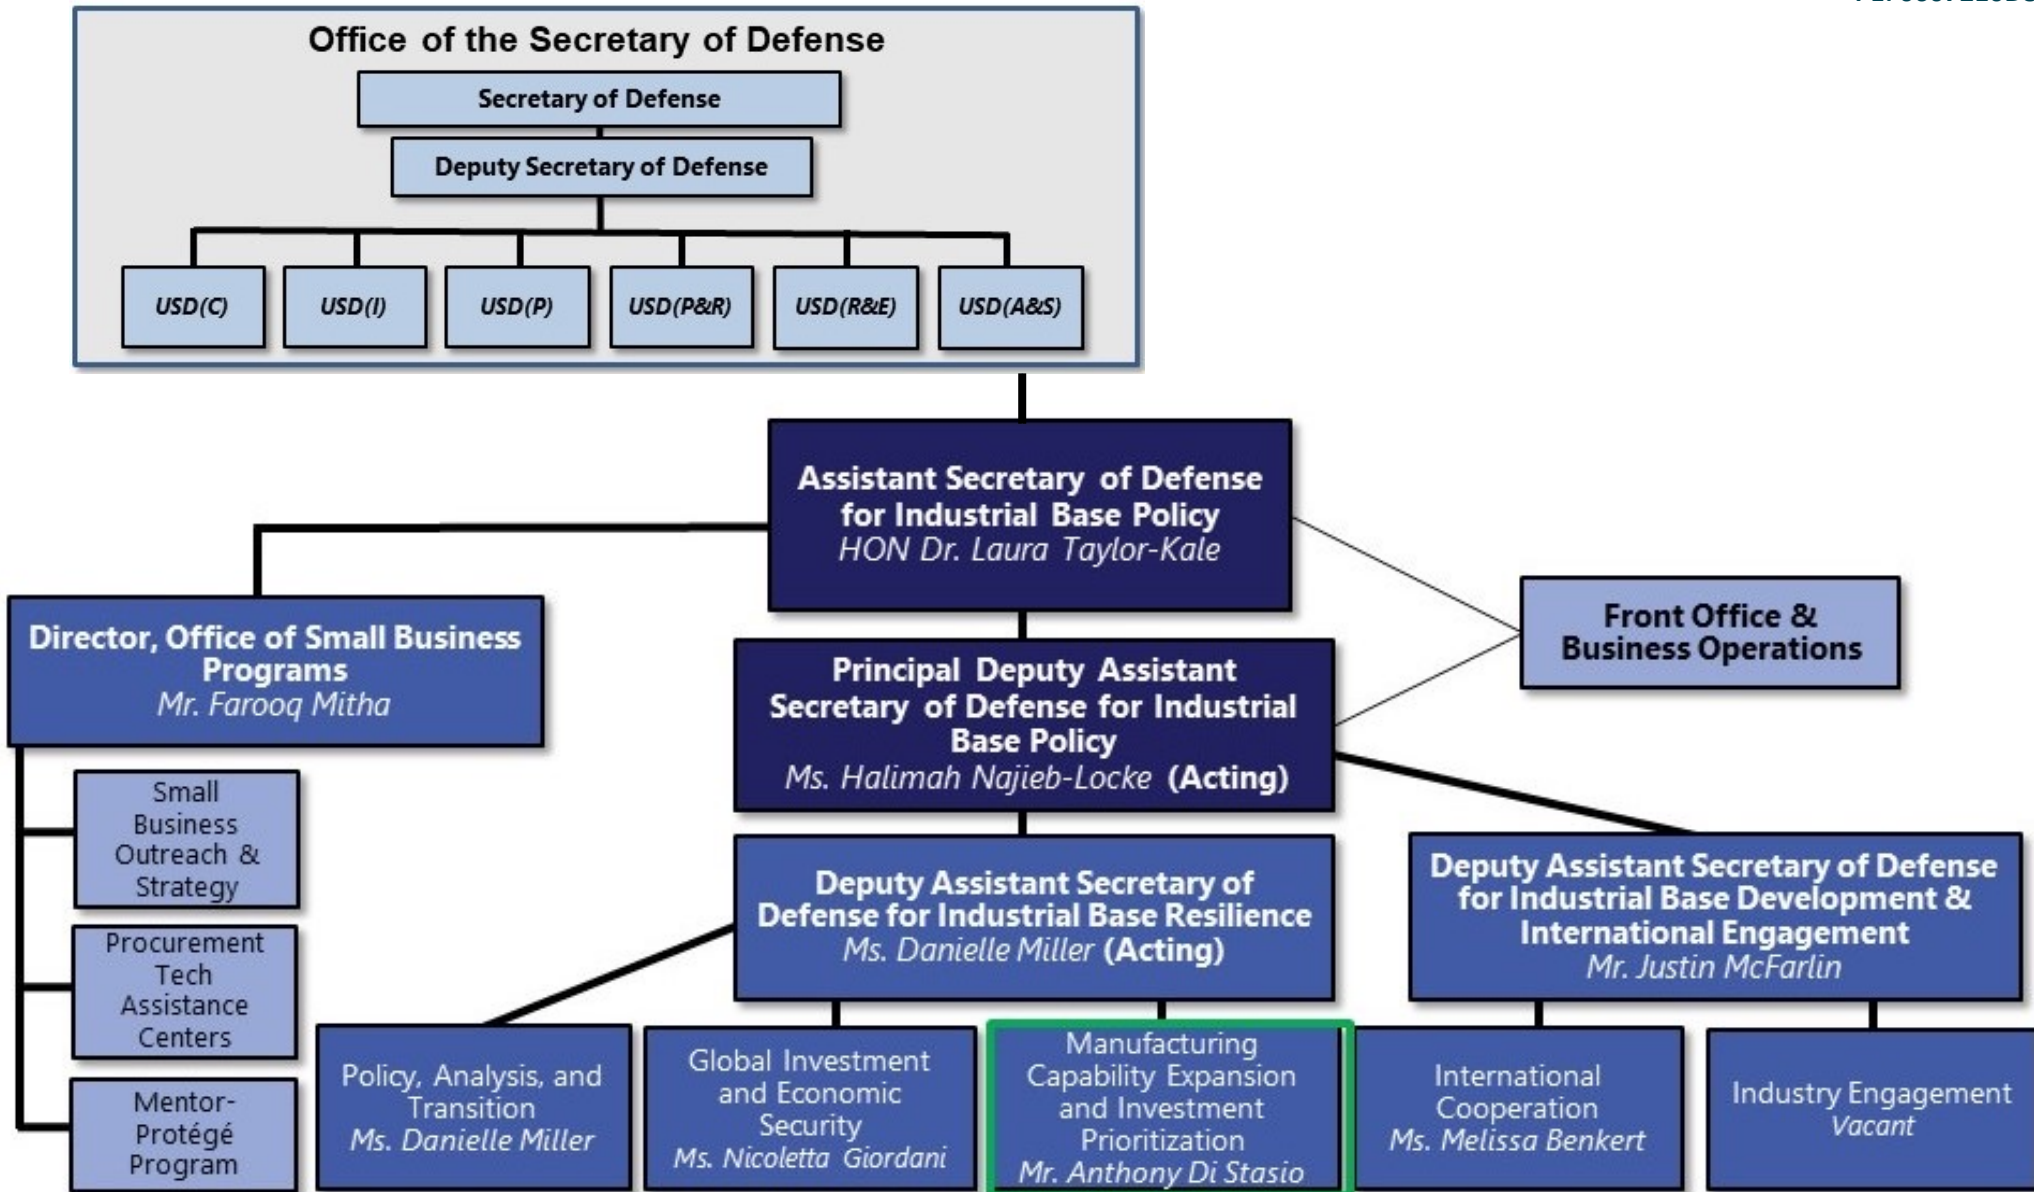 Office of the Secretary of Defense
Secretary of Defense
Deputy Secretary of Defense
USD(C)
USD(I)
USD(P)
USD(P&R)
USD(R&E)
USD(A&S)
Assistant Secretary of Defense
for Industrial Base Policy
HON Dr. Laura Taylor-Kale
Front Office &
Business Operations
Director, Office of Small Business
Programs
Mr. Farooq Mitha
Principal Deputy Assistant
Secretary of Defense for Industrial
Base Policy
Ms. Halimah Najieb-Locke (Acting)
Small
Business
Outreach &
Strategy
Procurement
Tech
Assistance
Centers
Mentor-
Protégé
Program
Deputy Assistant Secretary of
Defense for Industrial Base Resilience
Ms. Danielle Miller (Acting)
Deputy Assistant Secretary of Defense
for Industrial Base Development &
International Engagement
Mr. Justin McFarlin
Policy, Analysis, and
Transition
Ms. Danielle Miller
Global Investment
and Economic
Security
Ms. Nicoletta Giordani
Manufacturing
Capability Expansion
and Investment
Prioritization
Mr. Anthony Di Stasio
International
Cooperation
Ms. Melissa Benkert
Industry Engagement
Vacant